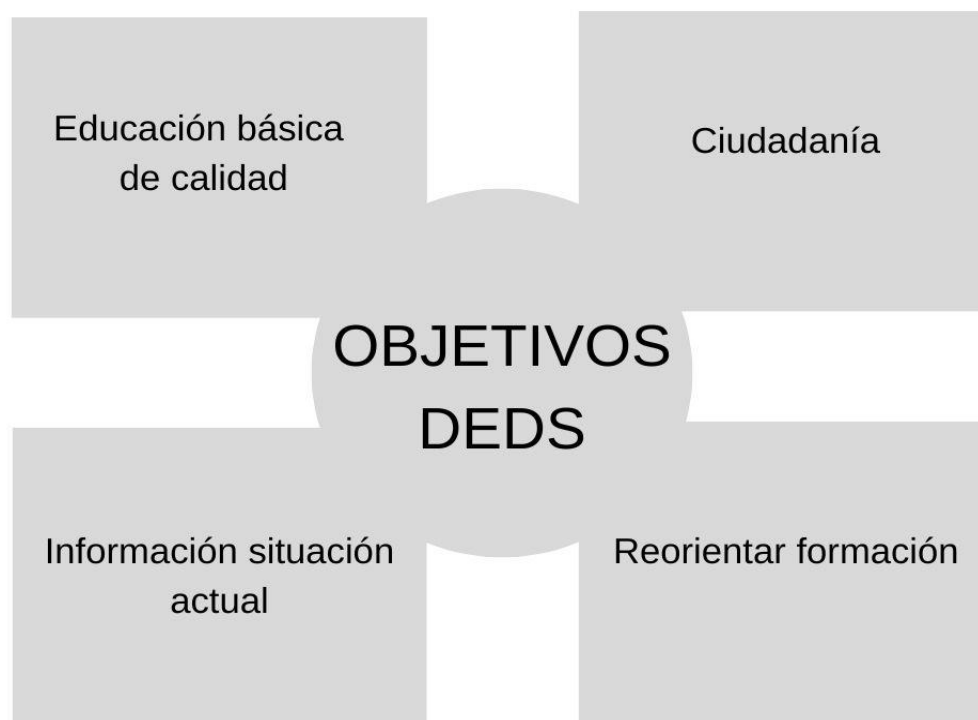 Educación básica
de calidad
Ciudadanía
OBJETIVOS
DEDS
Información situación
actual
Reorientar formación